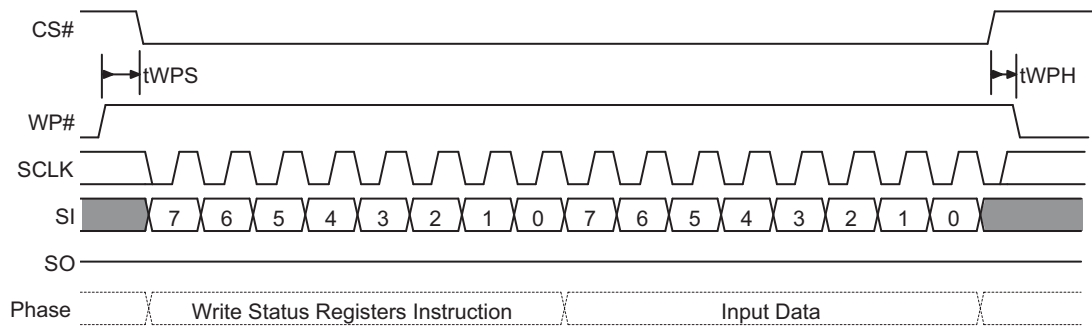 CS#
tWPS tWPH
WP#
SCLK
SI 7 6 5 4 3 2 1 0 7 6 5 4 3 2 1 0
SO
Phase Write Status Registers Instruction Input Data